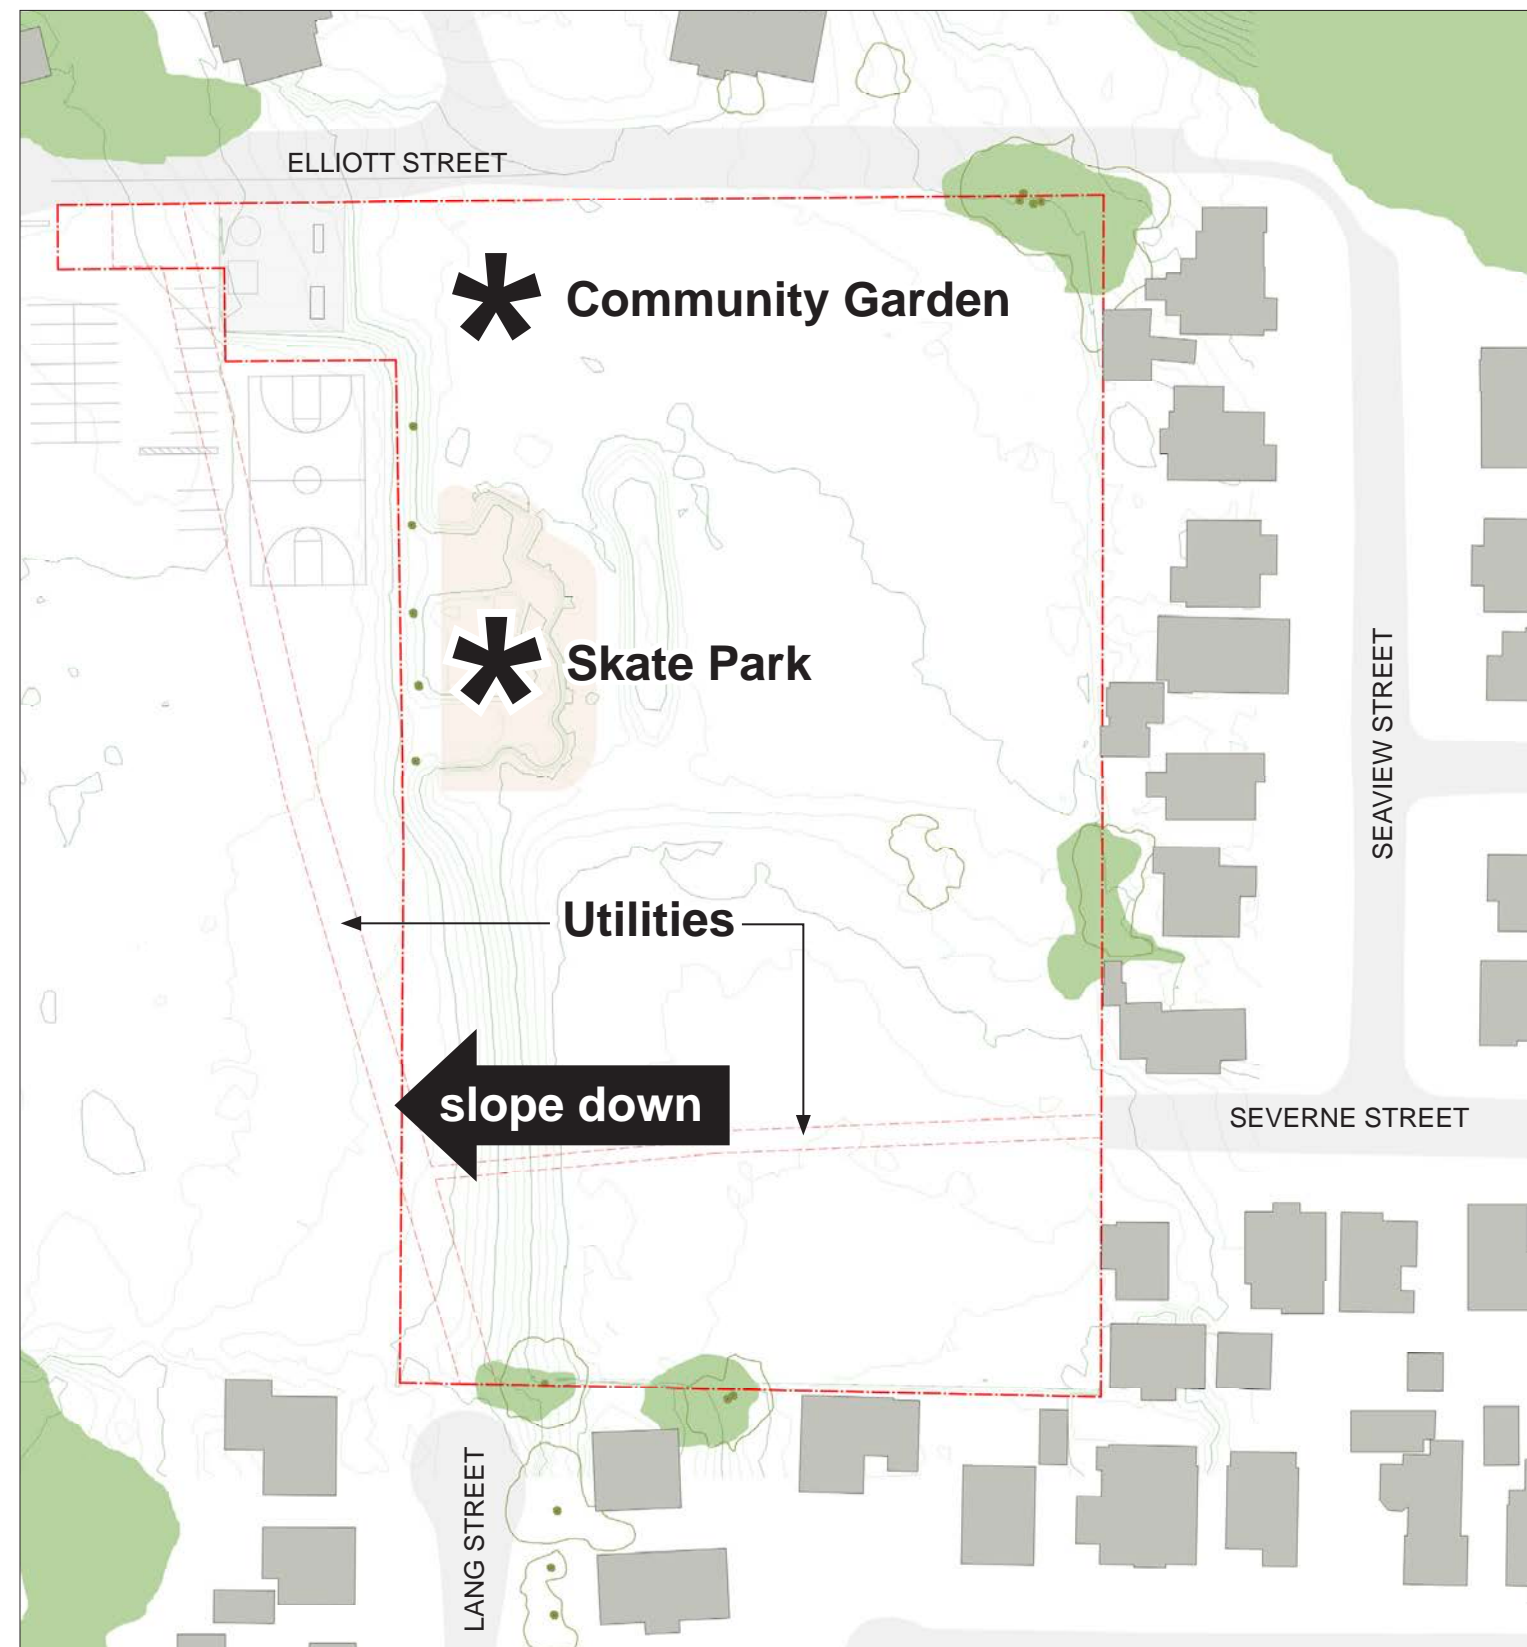 ELLIOTT STREET
Community Garden
Skate Park
SEAVIEW STREET
Utilities
slope down
SEVERNE STREET
LANG STREET